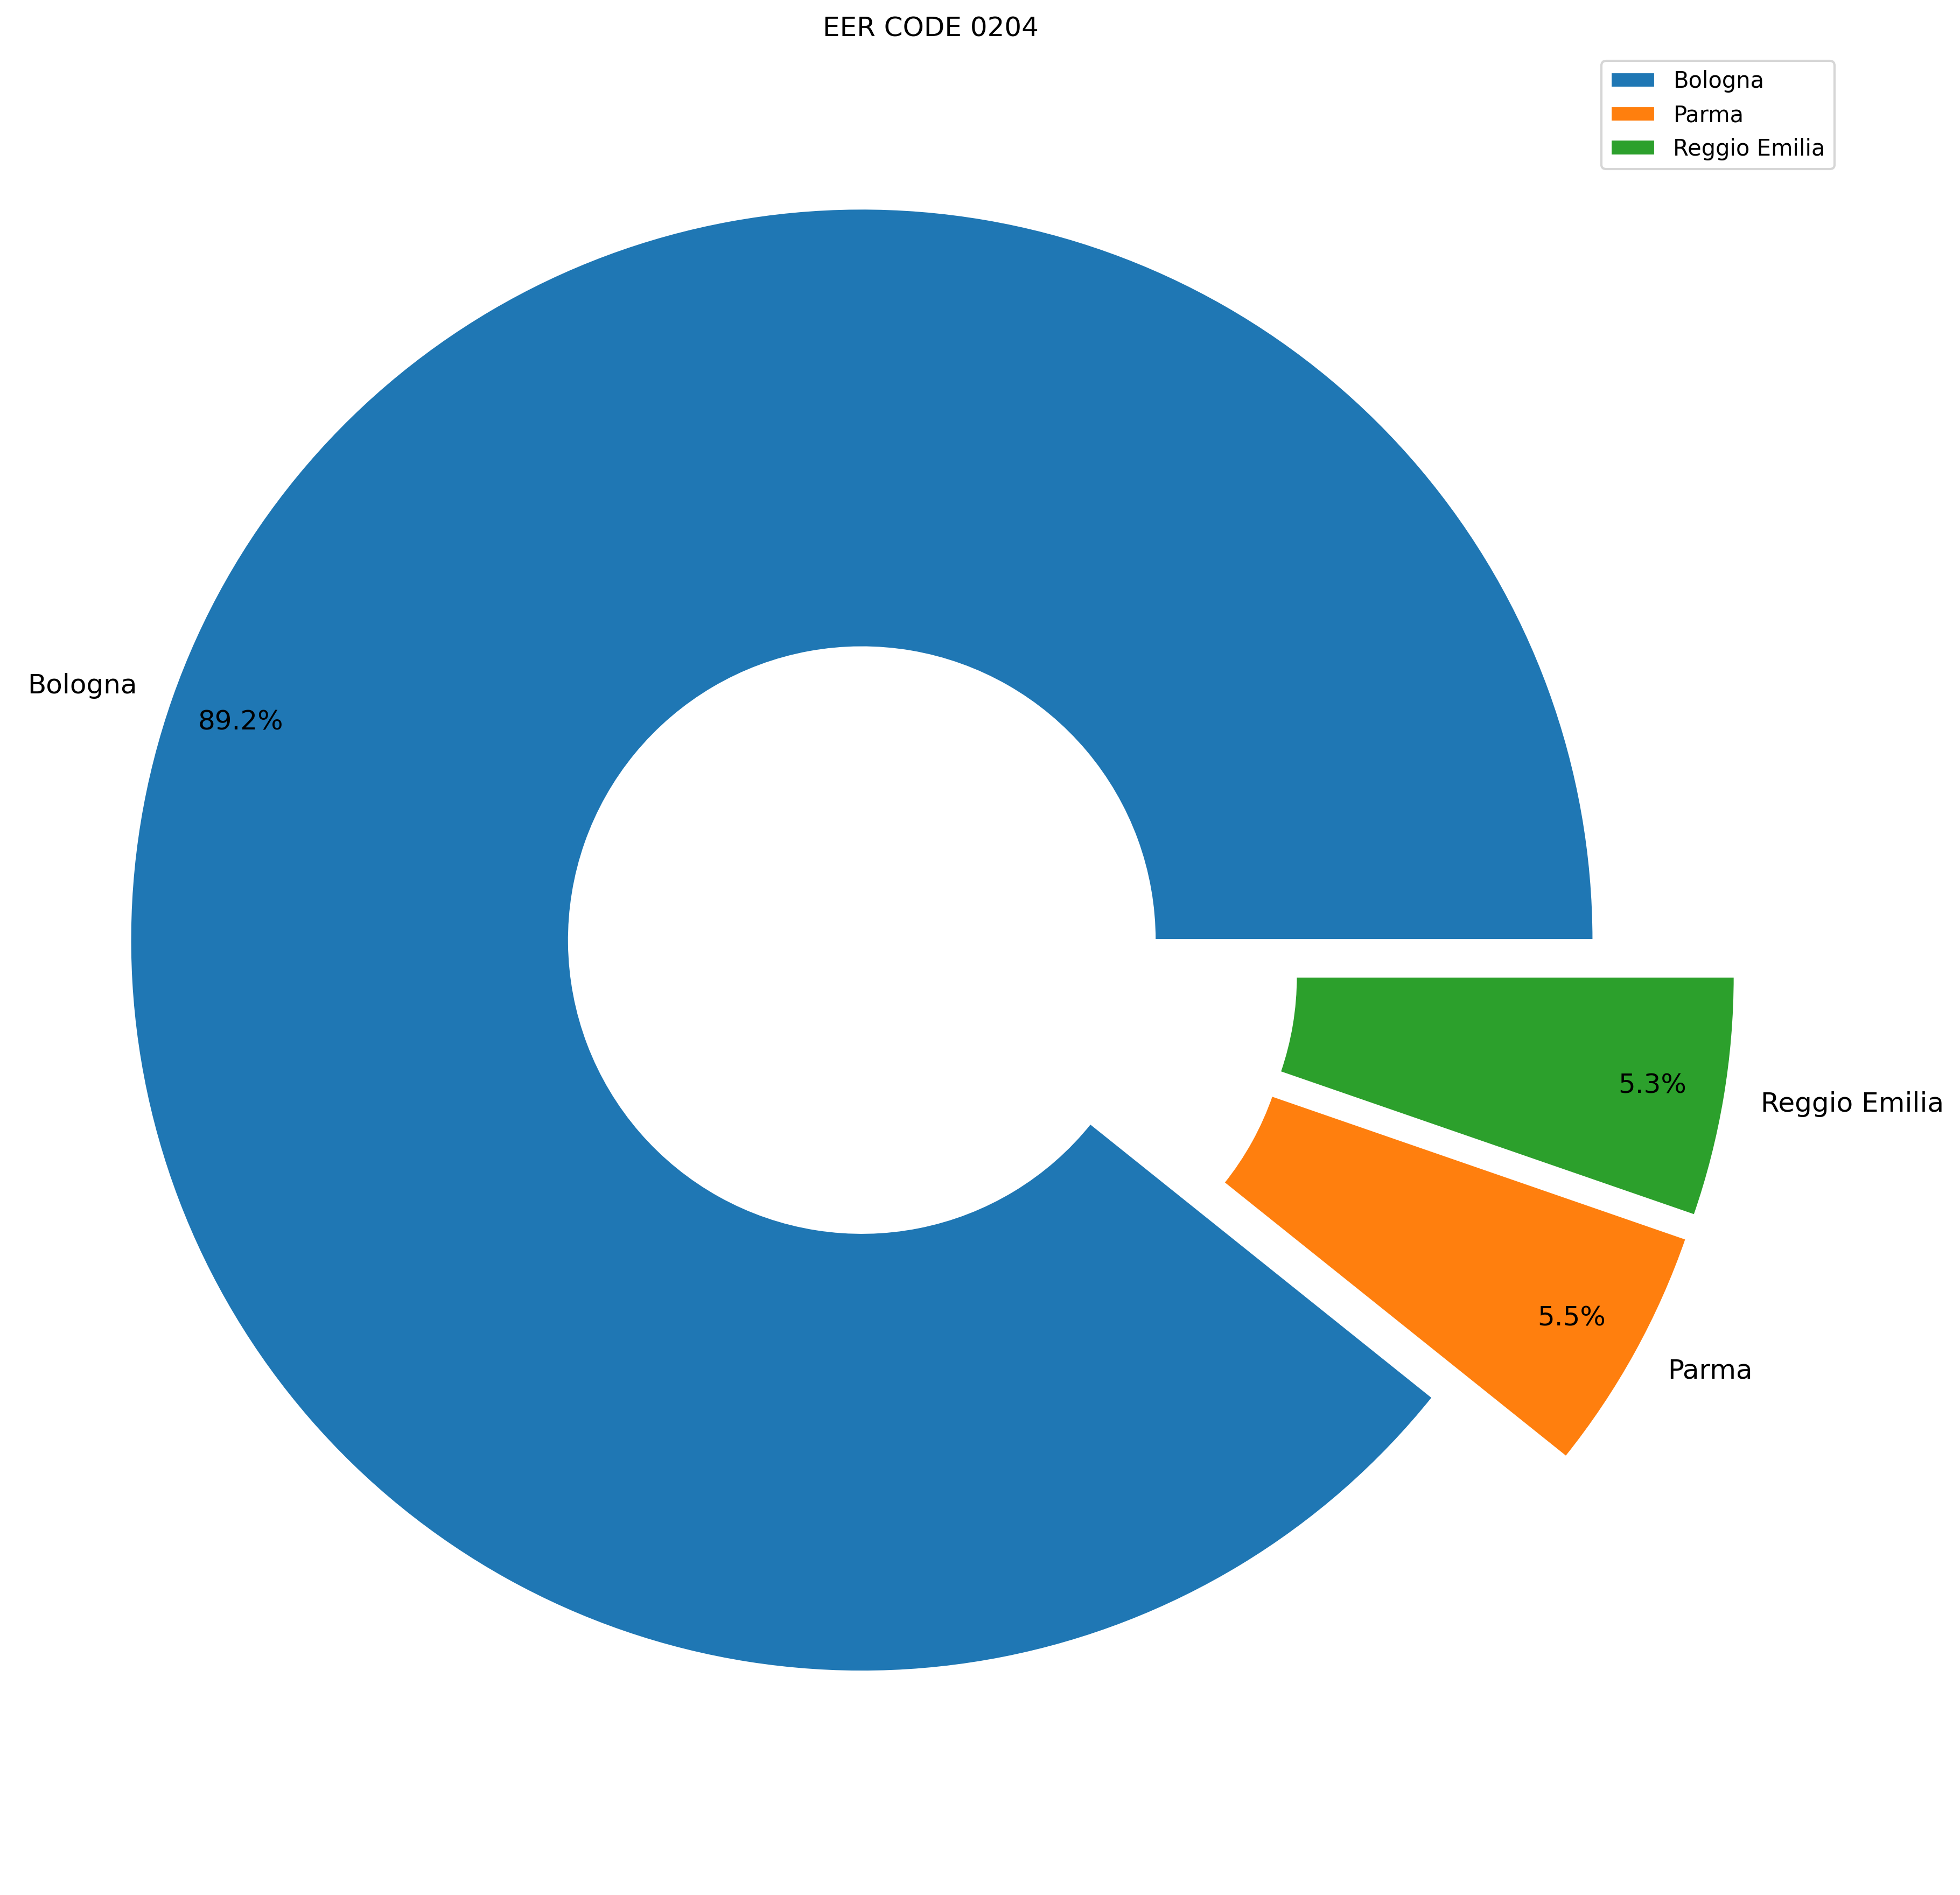 EER CODE 0204
Bologna
Parma
Reggio Emilia
Bologna
89.2%
5.3%
Reggio Emilia
5.5%
Parma